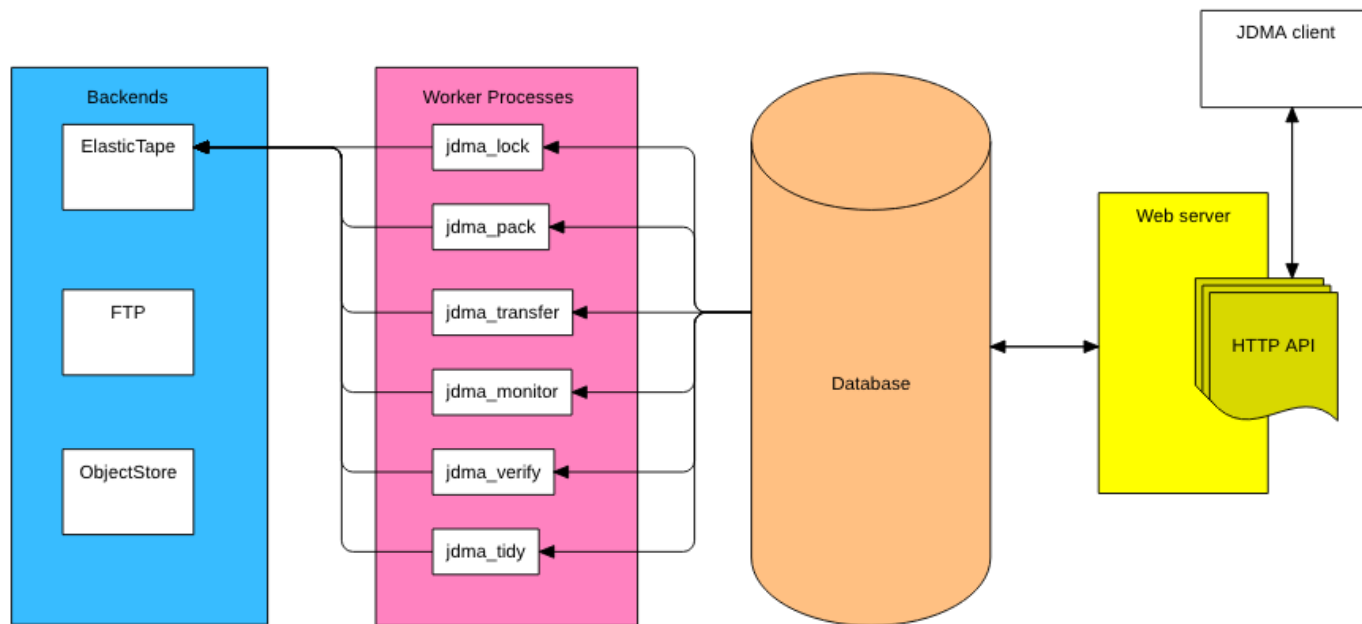 JDMA client
Backends
Worker Processes
ElasticTape
jdma_lock
jdma_pack
Web server
FTP
jdma_transfer
HTTP API
jdma_monitor
Database
ObjectStore
jdma_verify
jdma_tidy